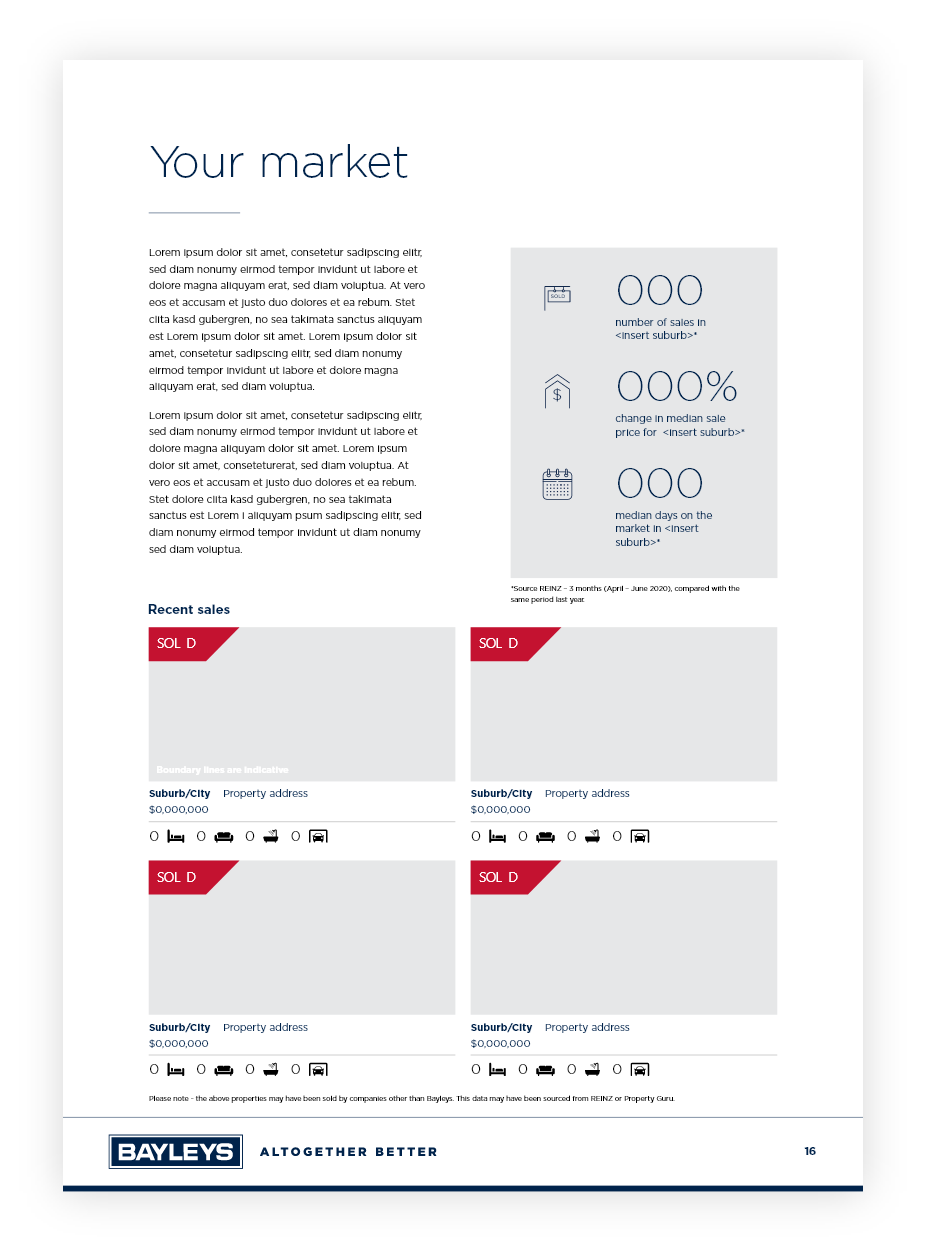 Your market
Lorem ipsum dolor sit amet, consetetur sadipscing elitr,
sed diam nonumy eirmod tempor invidunt ut labore et
dolore magna aliquyam erat, sed diam voluptua. At vero
eos et accusam et justo duo dolores et ea rebum. Stet
clita kasd gubergren, no sea takimata sanctus aliquyam
est Lorem ipsum dolor sit amet. Lorem ipsum dolor sit
amet, consetetur sadipscing elitr, sed diam nonumy
eirmod tempor invidunt ut labore et dolore magna
aliquyam erat, sed diam voluptua.
Lorem ipsum dolor sit amet, consetetur sadipscing elitr,
sed diam nonumy eirmod tempor invidunt ut labore et
dolore magna aliquyam dolor sit amet. Lorem ipsum
dolor sit amet, conseteturerat, sed diam voluptua. At
vero eos et accusam et justo duo dolores et ea rebum.
Stet dolore clita kasd gubergren, no sea takimata
sanctus est Lorem i aliquyam psum sadipscing elitr, sed
diam nonumy eirmod tempor invidunt ut diam nonumy
sed diam voluptua.
SOLD
000
number of sales in
<insert suburb>*
$
000%
change in median sale
price for <insert suburb>*
000
median days on the
market in <insert
suburb>*
*Source REINZ – 3 months (April – June 2020), compared with the
same period last year.
Recent sales
SOLD
Boundary lines are indicative
Suburb/City Property address
$0,000,000
0 0 0 0
SOLD
Suburb/City Property address
$0,000,000
0 0 0 0
SOLD
Suburb/City Property address
$0,000,000
0 0 0 0
SOLD
Suburb/City Property address
$0,000,000
0 0 0 0
Please note - the above properties may have been sold by companies other than Bayleys. This data may have been sourced from REINZ or Property Guru.
BAYLEYS
ALTOGETHER BETTER
16